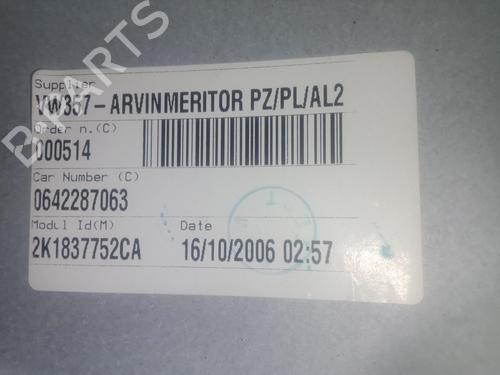 Supplier
VW357-ARVINMERITOR PZ/PL/AL2
Order n.(C)
000514
Car Number (C)
0642287063
Modul Id(M)
2K1837752CA
Date
16/10/2006 02:57
B-PARTS